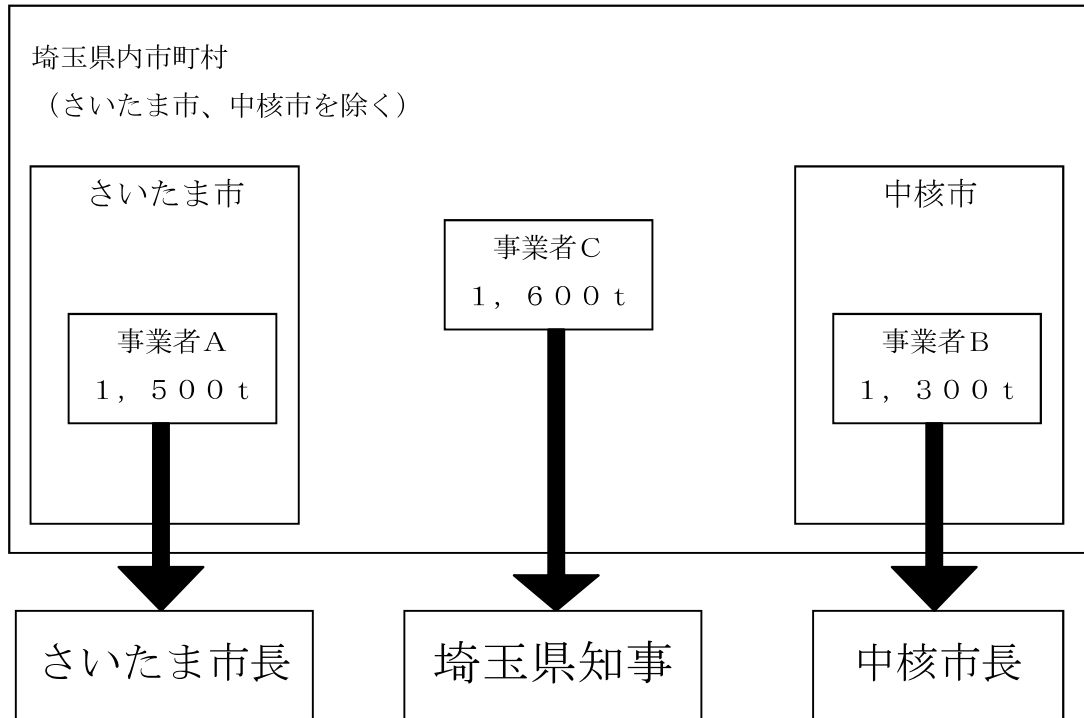 埼玉県内市町村
（さいたま市、中核市を除く）
さいたま市
中核市
事業者Ｃ
１，６００ｔ
事業者Ａ
１，５００ｔ
事業者Ｂ
１，３００ｔ
さいたま市長
埼玉県知事
中核市長